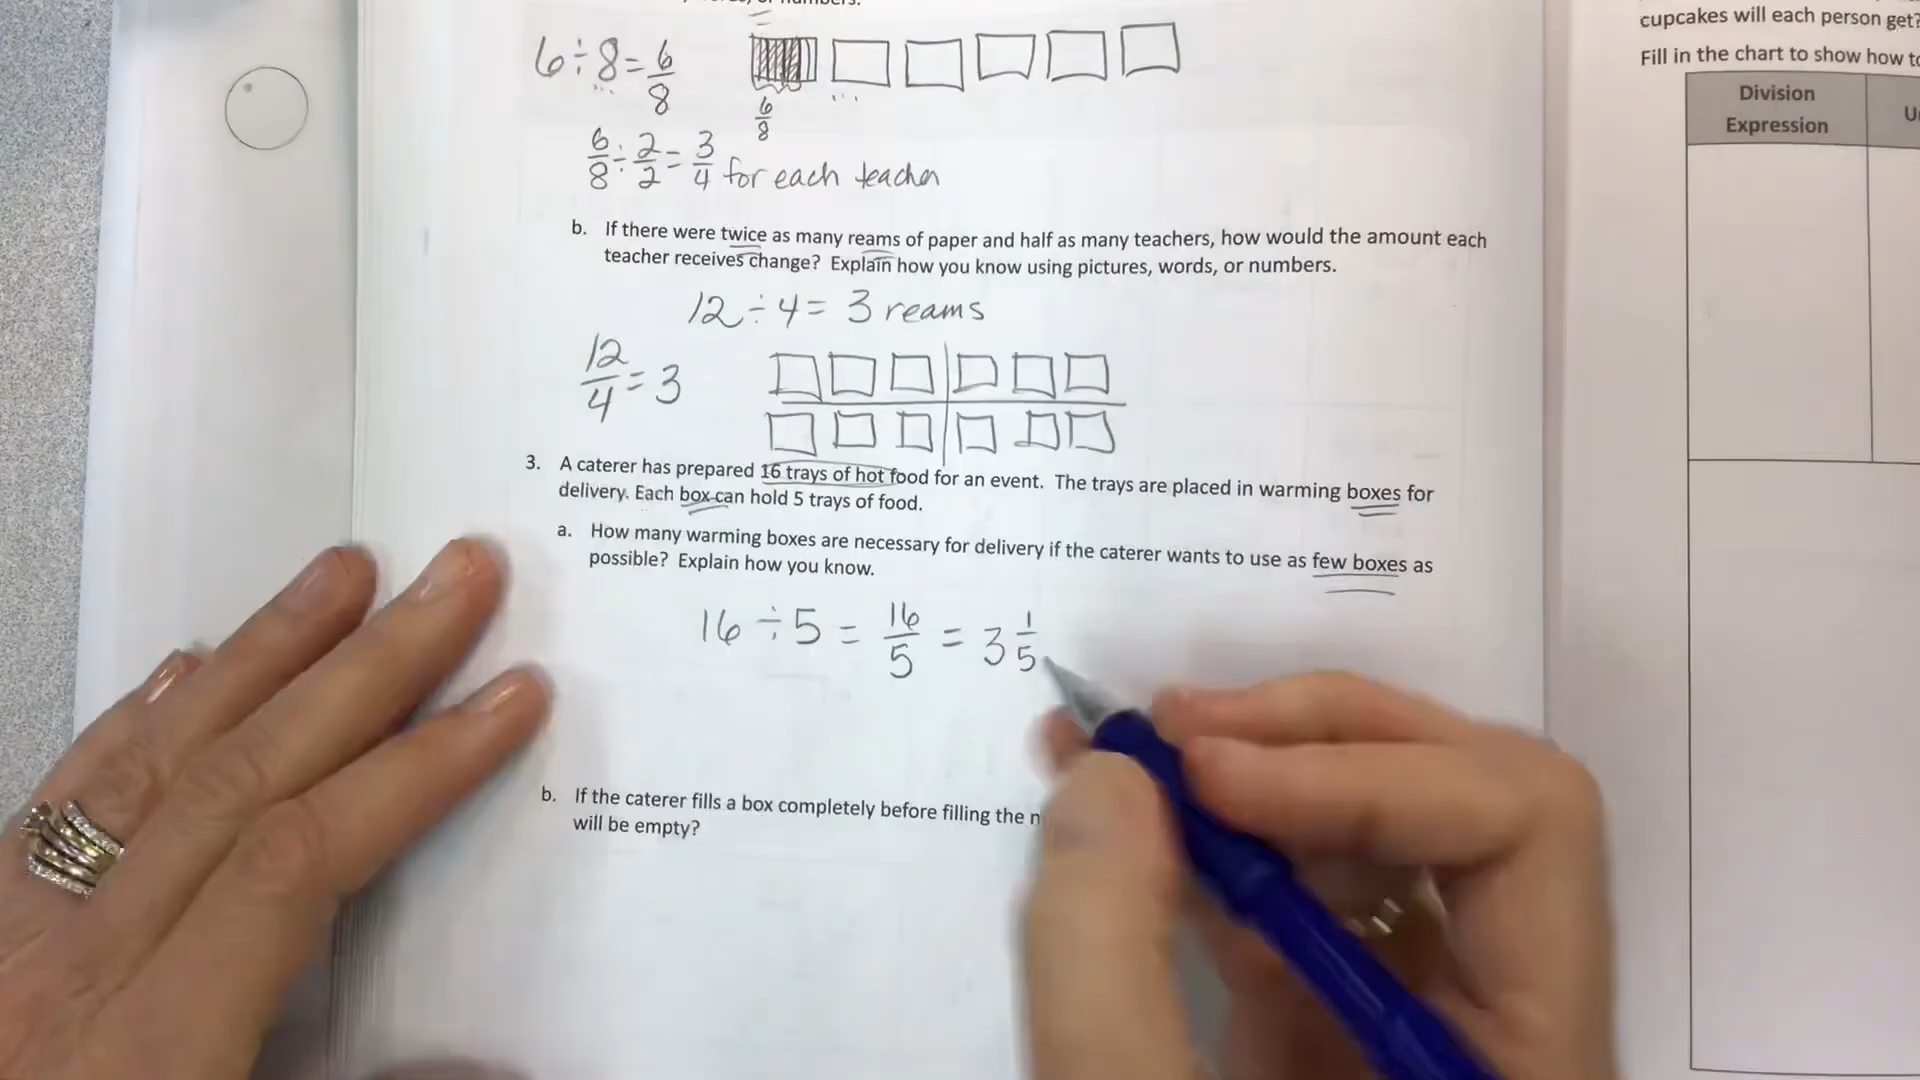 numbers.
6 ÷ 8 = 6/8
6/8
6/8 ÷ 2/2 = 3/4 for each teacher
b. If there were twice as many reams of paper and half as many teachers, how would the amount each
teacher receives change? Explain how you know using pictures, words, or numbers.
12 ÷ 4 = 3 reams
12/4 = 3
3. A caterer has prepared 16 trays of hot food for an event. The trays are placed in warming boxes for
delivery. Each box can hold 5 trays of food.
a. How many warming boxes are necessary for delivery if the caterer wants to use as few boxes as
possible? Explain how you know.
16 ÷ 5 = 16/5 = 3 1/5
b. If the caterer fills a box completely before filling the
will be empty?
cupcakes will each person get?
Fill in the chart to show how
Division
Expression